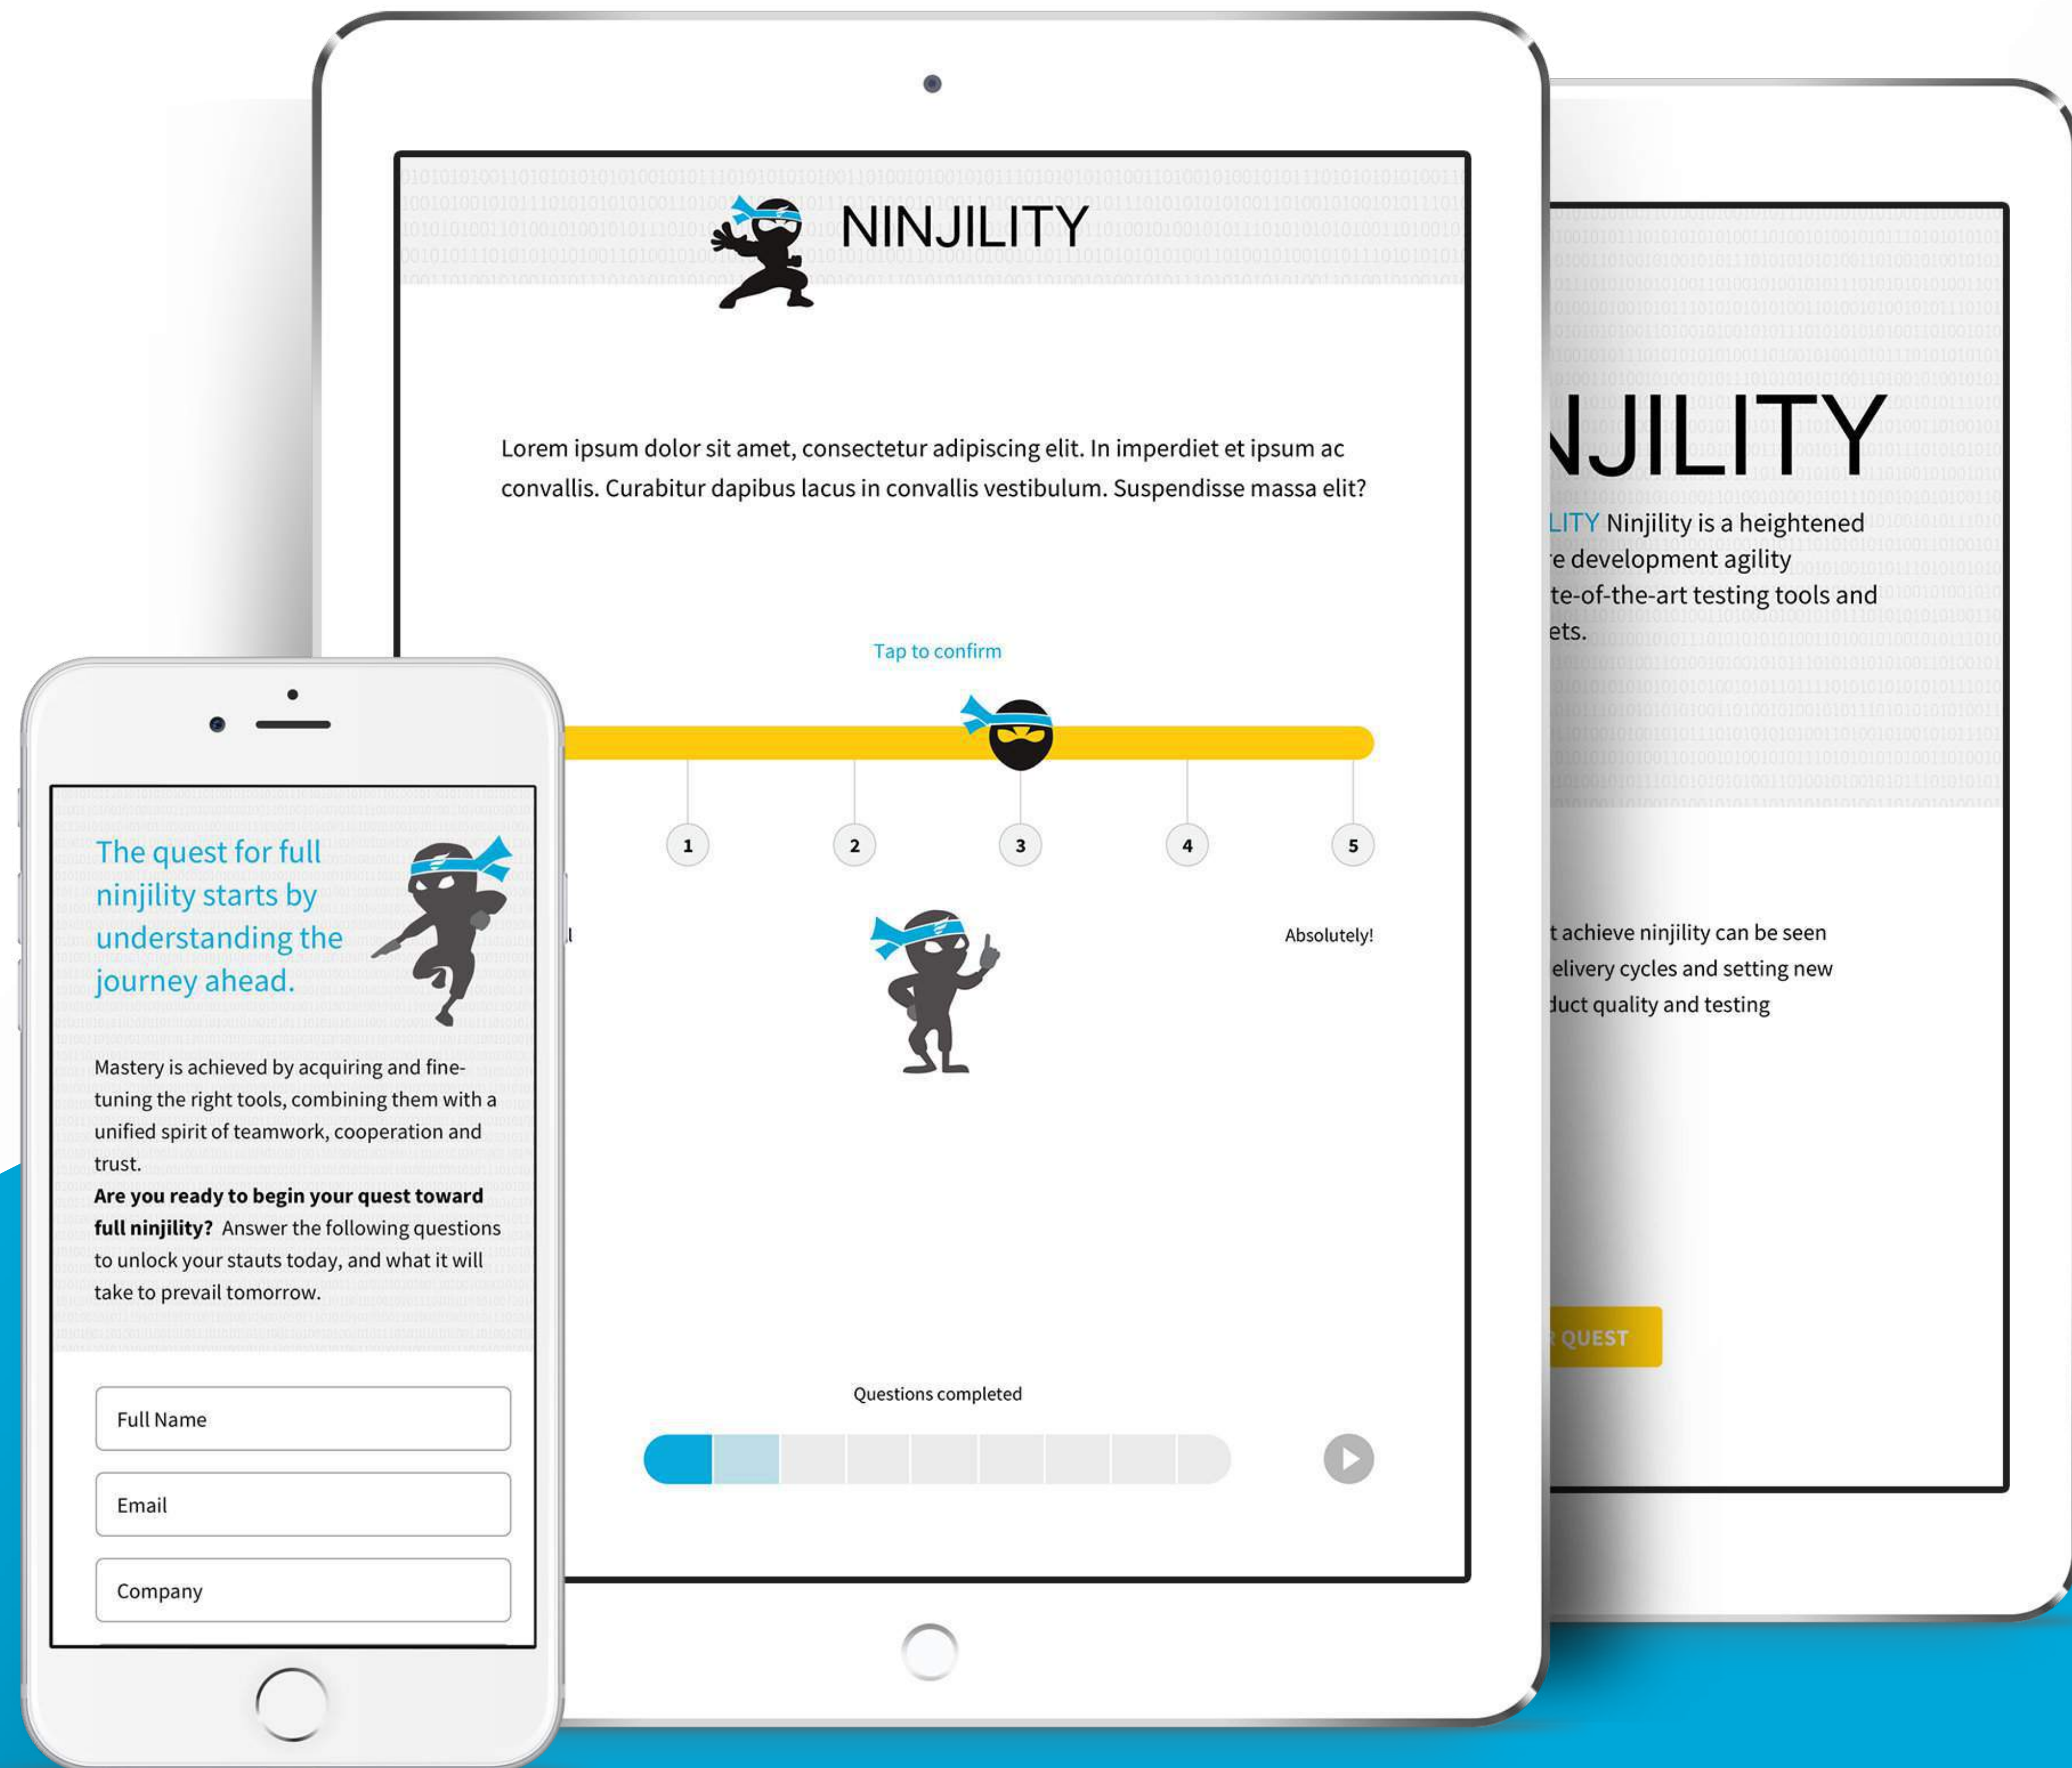 NINJILITY
Lorem ipsum dolor sit amet, consectetur adipiscing elit. In imperdiet et ipsum ac
convallis. Curabitur dapibus lacus in convallis vestibulum. Suspendisse massa elit?
Tap to confirm
1 2 3 4 5
Absolutely!
Questions completed
The quest for full
ninjility starts by
understanding the
journey ahead.
Mastery is achieved by acquiring and fine-
tuning the right tools, combining them with a
unified spirit of teamwork, cooperation and
trust.
Are you ready to begin your quest toward
full ninjility? Answer the following questions
to unlock your stauts today, and what it will
take to prevail tomorrow.
Full Name
Email
Company
NJILITY
LITY Ninjility is a heightened
e development agility
te-of-the-art testing tools and
ets.
t achieve ninjility can be seen
elivery cycles and setting new
duct quality and testing
QUEST